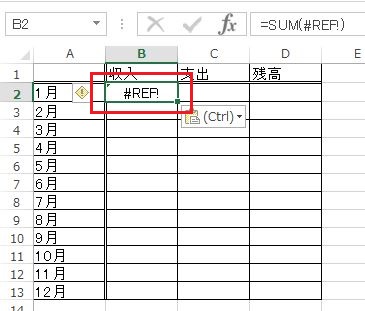 B2 fx =SUM(#REF!)
A B C D E
1 収入 支出 残高
2 1月 #REF!
3 2月 (Ctrl)
4 3月
5 4月
6 5月
7 6月
8 7月
9 8月
10 9月
11 10月
12 11月
13 12月
14